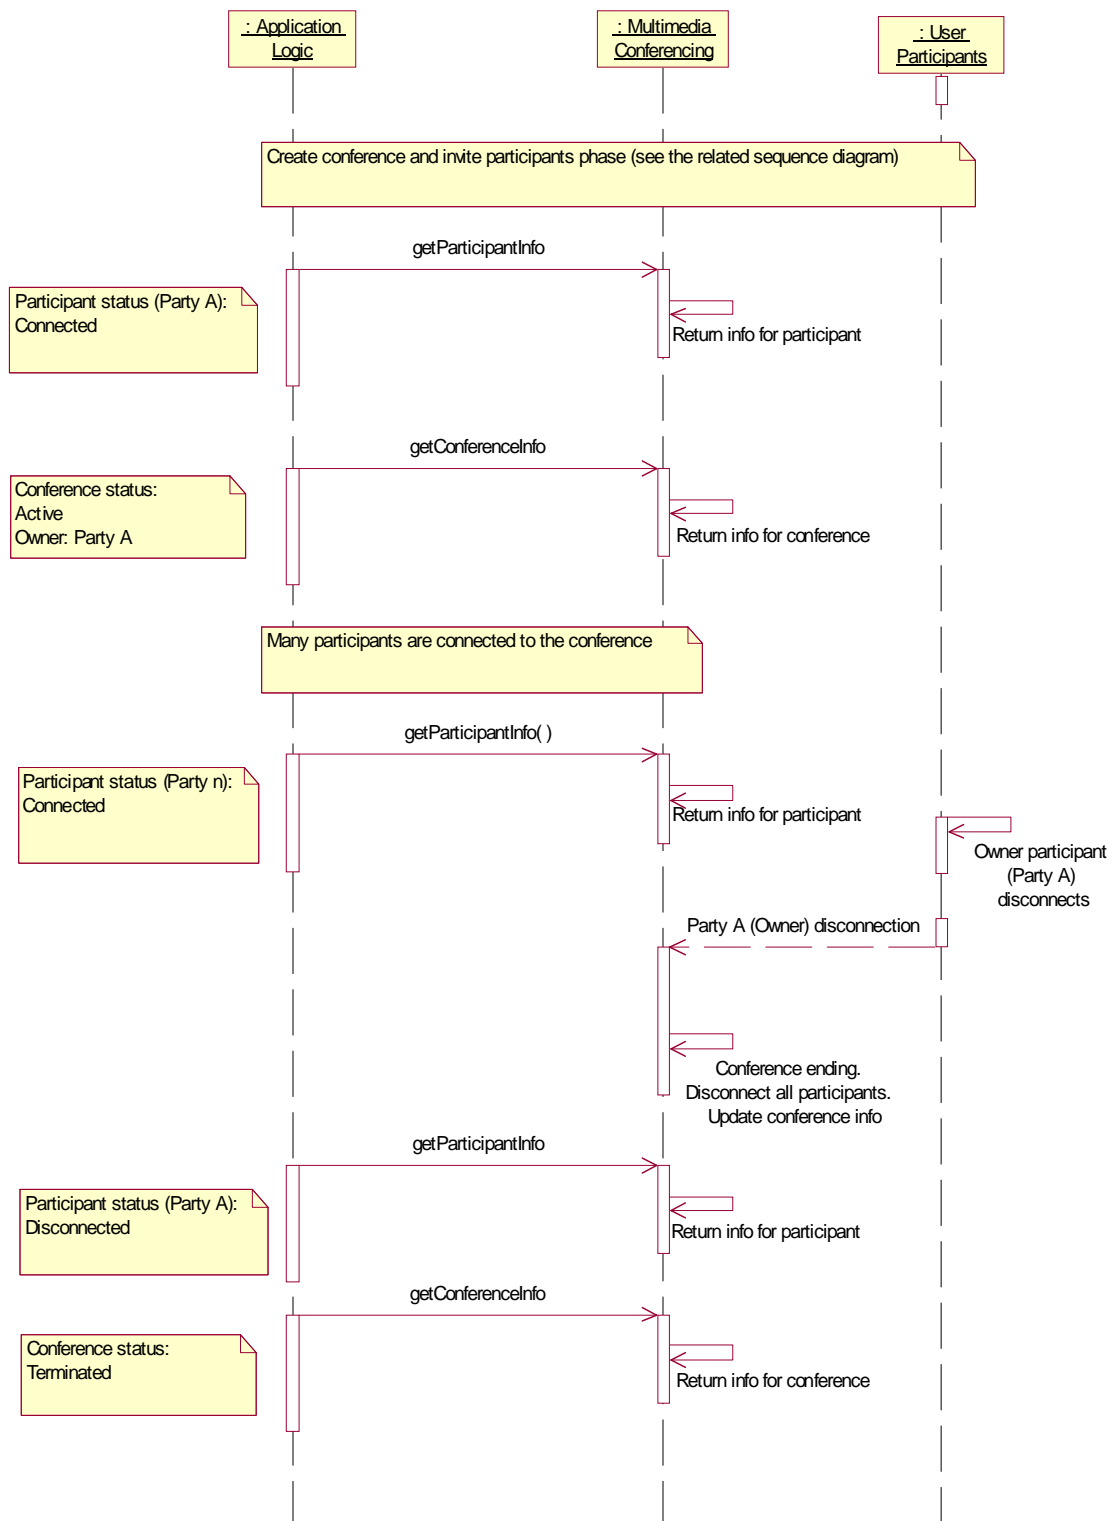 : Application
Logic
: Multimedia
Conferencing
: User
Participants
Create conference and invite participants phase (see the related sequence diagram)
getParticipantInfo
Participant status (Party A):
Connected
Return info for participant
getConferenceInfo
Conference status:
Active
Owner: Party A
Return info for conference
Many participants are connected to the conference
getParticipantInfo( )
Participant status (Party n):
Connected
Return info for participant
Owner participant
(Party A)
disconnects
Party A (Owner) disconnection
Conference ending.
Disconnect all participants.
Update conference info
getParticipantInfo
Participant status (Party A):
Disconnected
Return info for participant
getConferenceInfo
Conference status:
Terminated
Return info for conference